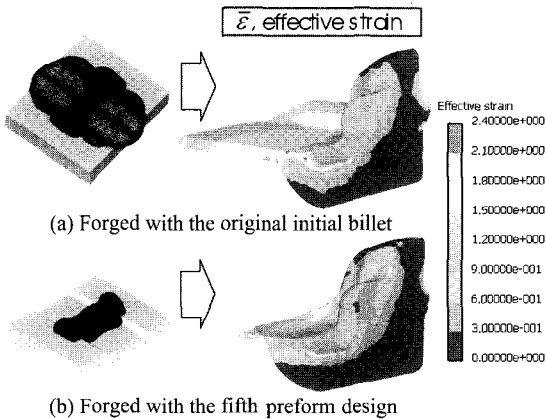 ε̅, effective strain
Effective strain
2.40000e+000
2.10000e+000
1.80000e+000
1.50000e+000
1.20000e+000
9.00000e-001
6.00000e-001
3.00000e-001
0.00000e+000
(a) Forged with the original initial billet
(b) Forged with the fifth preform design